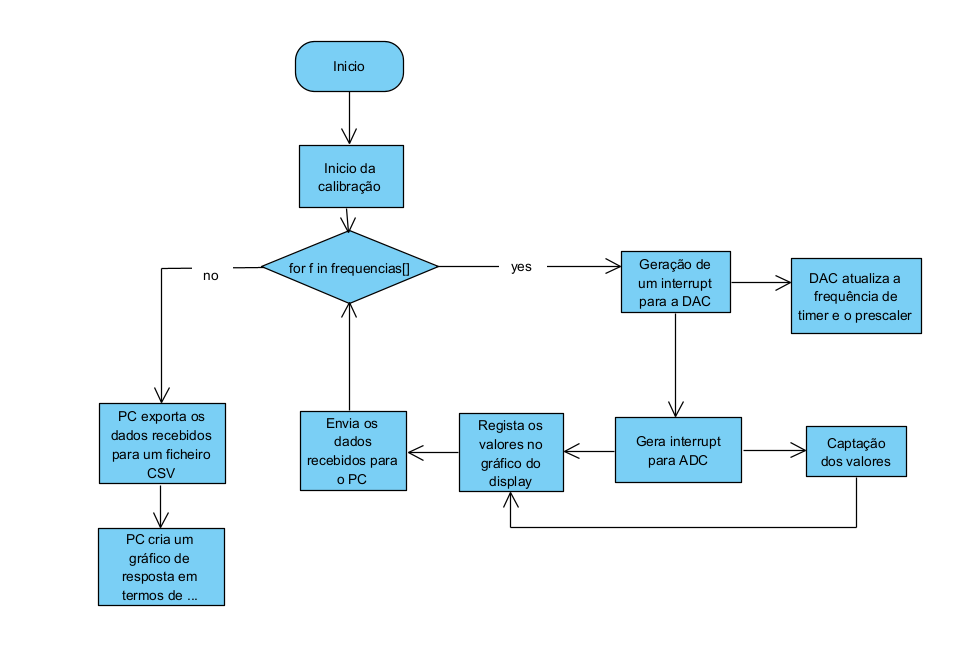 Inicio
Inicio da
calibração
for f in frequencias[]
no
yes
Geração de
um interrupt
para a DAC
DAC atualiza a
frequência de
timer e o prescaler
Gera interrupt
para ADC
Captação
dos valores
Regista os
valores no
gráfico do
display
Envia os
dados
recebidos para
o PC
PC exporta os
dados recebidos
para um ficheiro
CSV
PC cria um
gráfico de
resposta em
termos de ...